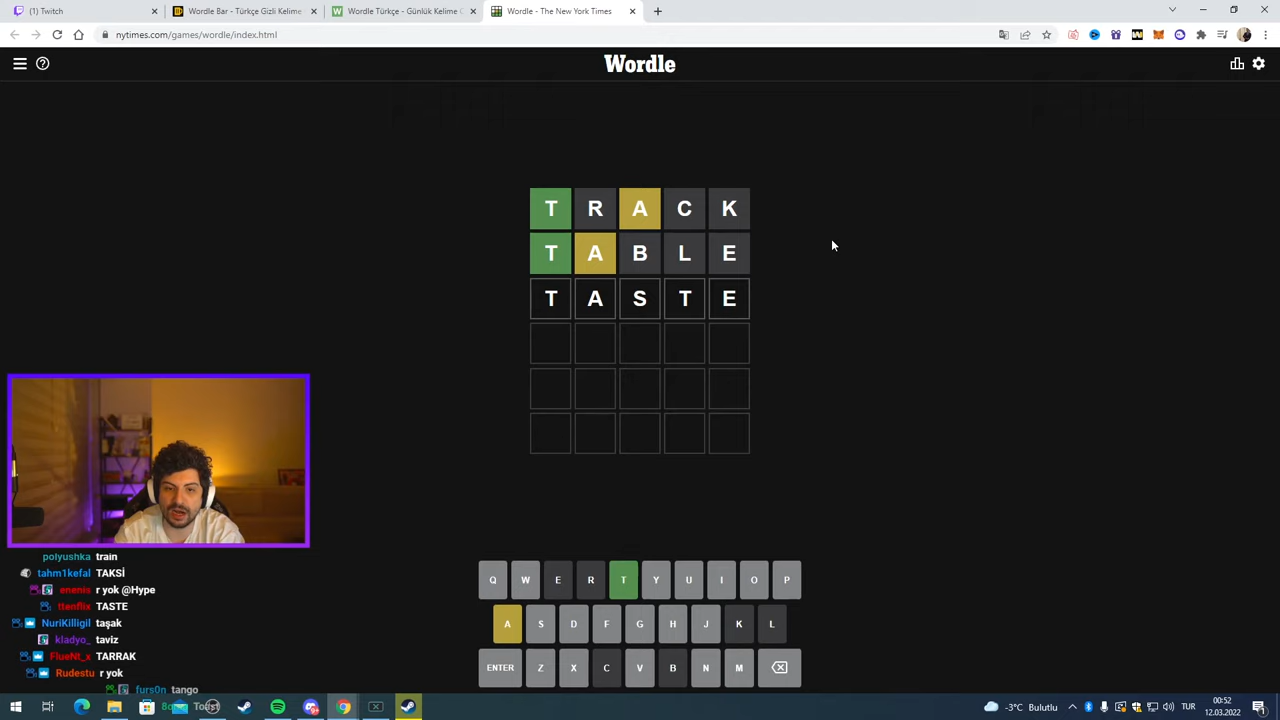 (1) Twitch
Wordle Bar - Türkçe Gizli Kelime
Wordle Türkçe - Günlük Kelime
Wordle - The New York Times
nytimes.com/games/wordle/index.html
Wordle
T R A C K
T A B L E
T A S T E
Q W E R T Y U I O P
A S D F G H J K L
ENTER Z X C V B N M
polyushka train
tahm1kefal TAKSİ
enenia r yok @Hype
ttenflix TASTE
NuriKilligil taşak
kladyo_ taviz
FlueNt_x TARRAK
Rudestu r yok
furs0n tango
-3°C Bulutlu
TUR
00:52
12.03.2022